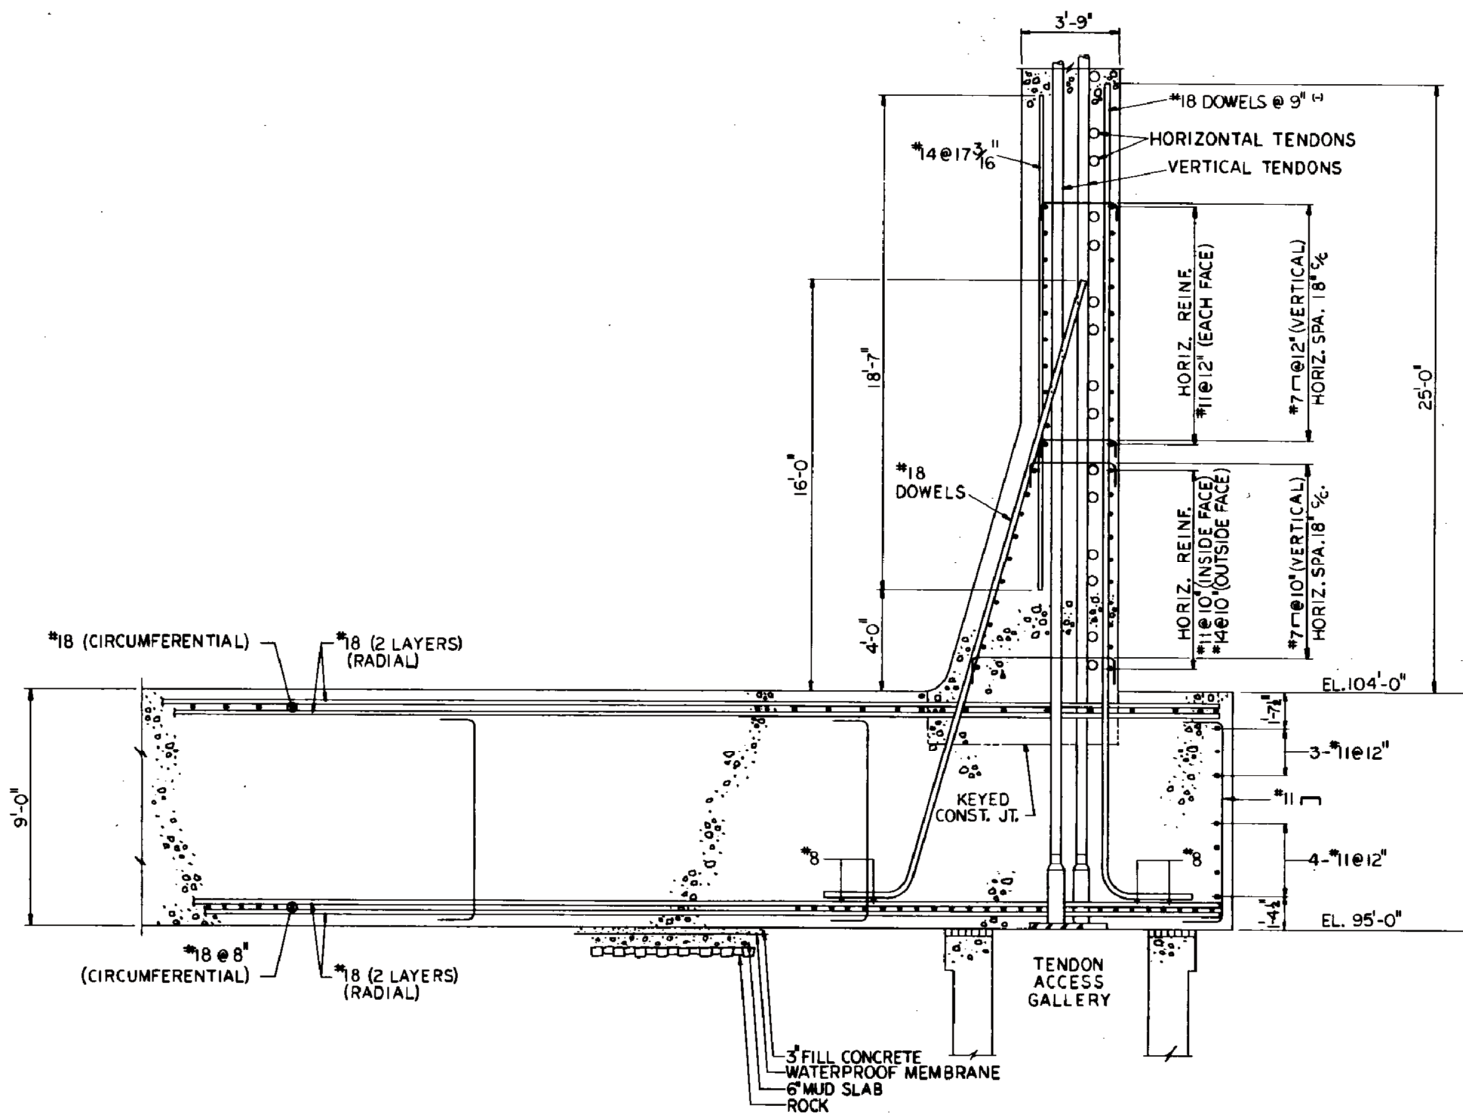 3'-9"
#18 DOWELS @ 9" (-)
HORIZONTAL TENDONS
VERTICAL TENDONS
#14@17 3/16"
18'-7"
16'-0"
4'-0"
25'-0"
HORIZ. REINF.
#11@12" (EACH FACE)
#7⊓@12" (VERTICAL)
HORIZ. SPA. 18" C/C
HORIZ. REINF.
#11@10" (INSIDE FACE)
#14@10" (OUTSIDE FACE)
#7⊓@10" (VERTICAL)
HORIZ. SPA. 18" C/C.
#18
DOWELS
#18 (CIRCUMFERENTIAL)
#18 (2 LAYERS)
(RADIAL)
EL. 104'-0"
1'-7½"
3-#11@12"
#11 ⊐
4-#11@12"
1'-4½"
EL. 95'-0"
9'-0"
KEYED
CONST. JT.
#8
#8
#18 @ 8"
(CIRCUMFERENTIAL)
#18 (2 LAYERS)
(RADIAL)
TENDON
ACCESS
GALLERY
3" FILL CONCRETE
WATERPROOF MEMBRANE
6" MUD SLAB
ROCK